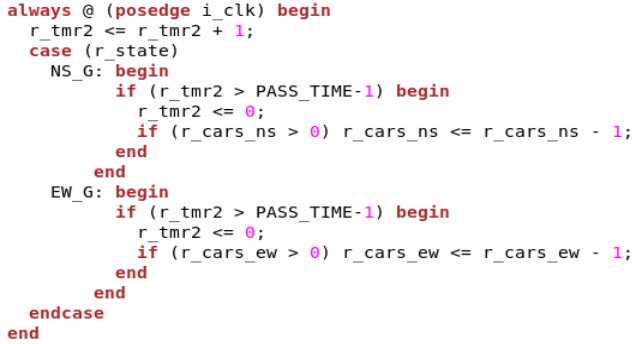 always @ (posedge i_clk) begin
  r_tmr2 <= r_tmr2 + 1;
  case (r_state)
    NS_G: begin
          if (r_tmr2 > PASS_TIME-1) begin
            r_tmr2 <= 0;
            if (r_cars_ns > 0) r_cars_ns <= r_cars_ns - 1;
          end
        end
    EW_G: begin
          if (r_tmr2 > PASS_TIME-1) begin
            r_tmr2 <= 0;
            if (r_cars_ew > 0) r_cars_ew <= r_cars_ew - 1;
          end
        end
  endcase
end